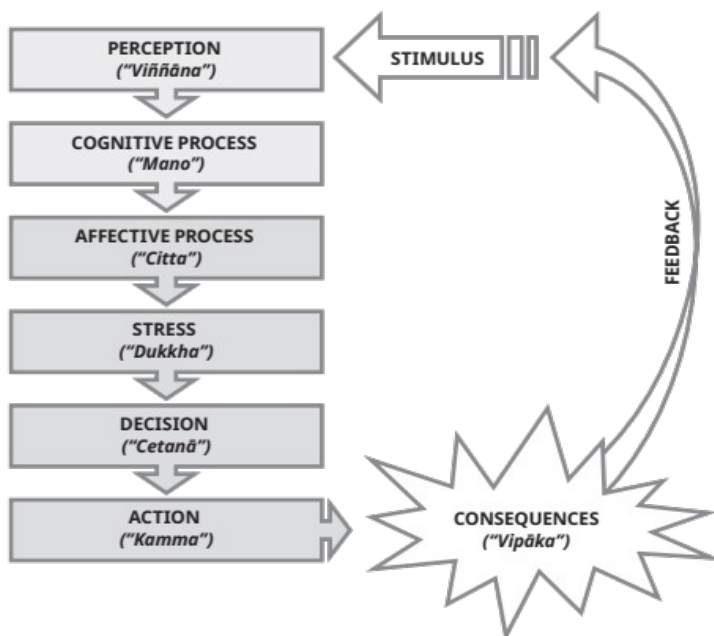 PERCEPTION
(“Viññāna”)
STIMULUS
COGNITIVE PROCESS
(“Mano”)
AFFECTIVE PROCESS
(“Citta”)
STRESS
(“Dukkha”)
DECISION
(“Cetanā”)
ACTION
(“Kamma”)
CONSEQUENCES
(“Vipāka”)
FEEDBACK